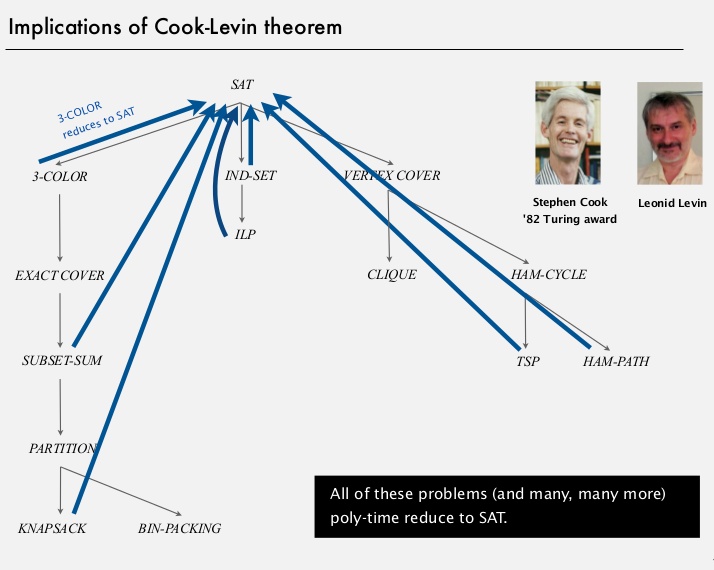 Implications of Cook-Levin theorem
SAT
3-COLOR
reduces to SAT
3-COLOR
IND-SET
VERTEX COVER
Stephen Cook
'82 Turing award
Leonid Levin
ILP
EXACT COVER
CLIQUE
HAM-CYCLE
SUBSET-SUM
TSP
HAM-PATH
PARTITION
KNAPSACK
BIN-PACKING
All of these problems (and many, many more)
poly-time reduce to SAT.